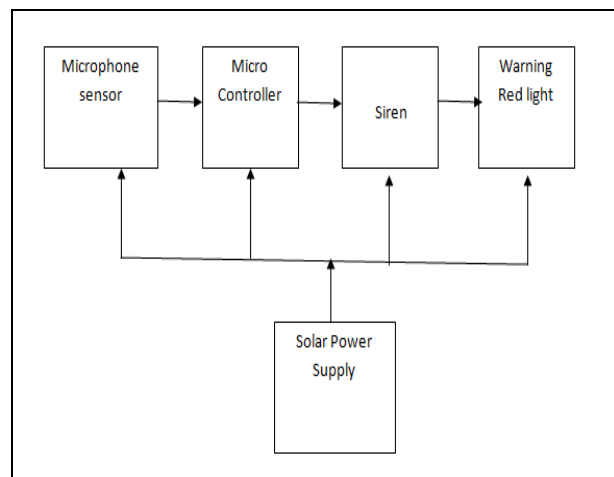 Microphone
sensor
Micro
Controller
Siren
Warning
Red light
Solar Power
Supply